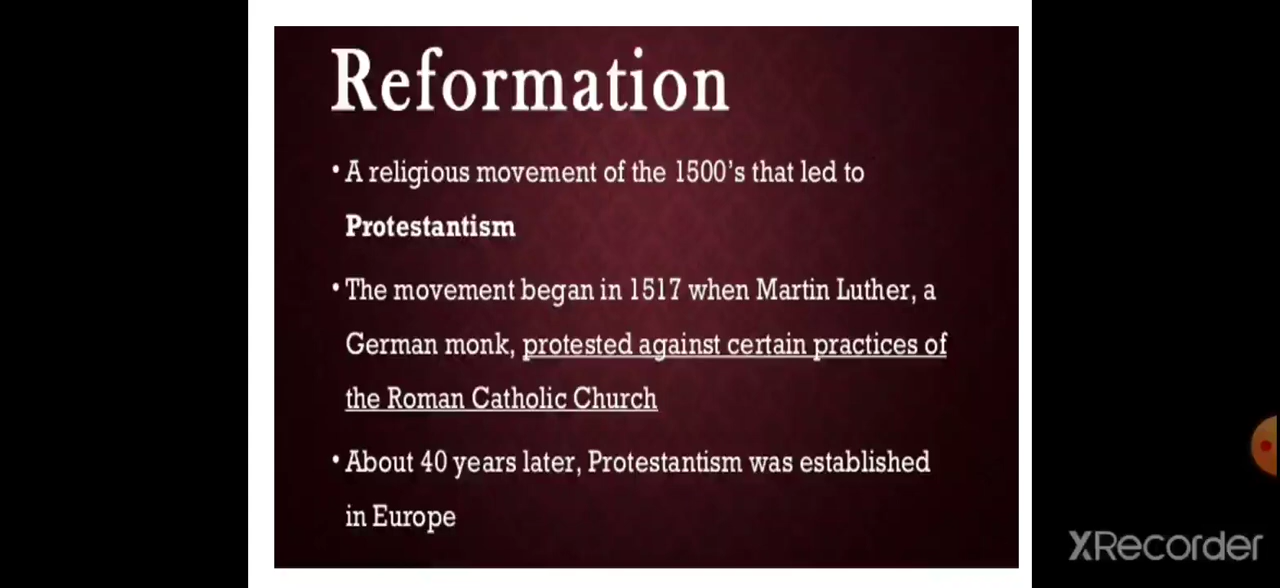 Reformation
• A religious movement of the 1500's that led to
Protestantism
• The movement began in 1517 when Martin Luther, a
German monk, protested against certain practices of
the Roman Catholic Church
• About 40 years later, Protestantism was established
in Europe
XRecorder